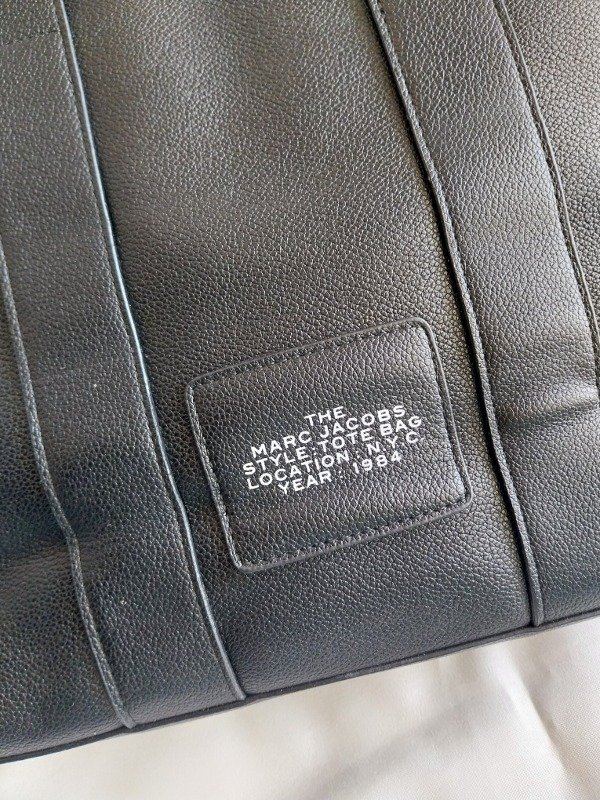 THE
MARC JACOBS
STYLE: TOTE BAG
LOCATION, N.Y.C.
YEAR: 1984